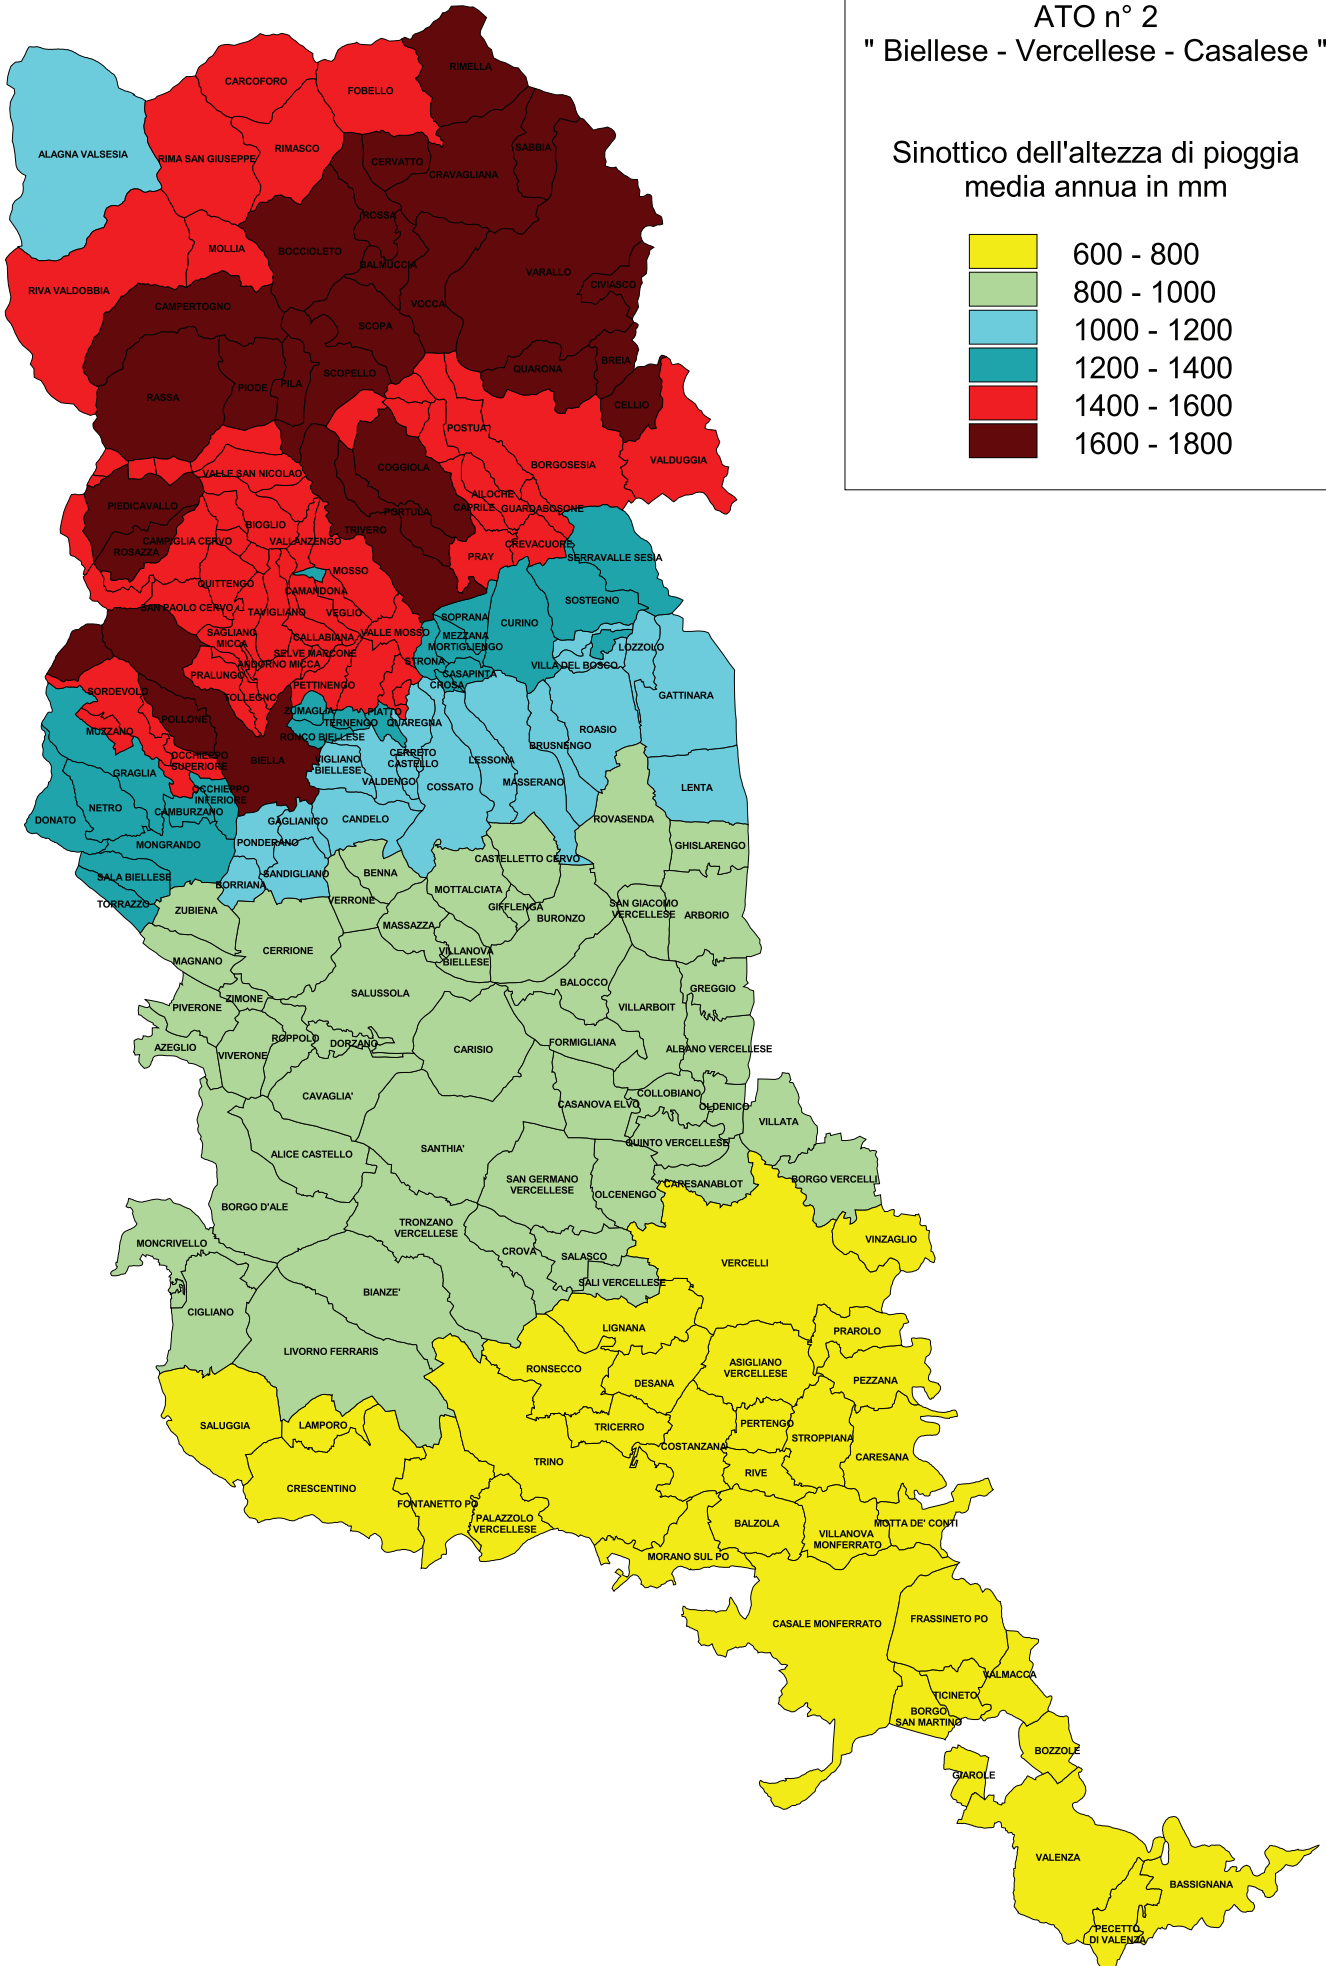 ATO n° 2
" Biellese - Vercellese - Casalese "
Sinottico dell'altezza di pioggia
media annua in mm
600 - 800
800 - 1000
1000 - 1200
1200 - 1400
1400 - 1600
1600 - 1800
RIMELLA
CARCOFORO
FOBELLO
ALAGNA VALSESIA
RIMA SAN GIUSEPPE
RIMASCO
CERVATTO
SABBIA
CRAVAGLIANA
ROSSA
MOLLIA
BOCCIOLETO
BALMUCCIA
VARALLO
CIVIASCO
RIVA VALDOBBIA
CAMPERTOGNO
VOCCA
SCOPA
BREIA
QUARONA
SCOPELLO
PILA
PIODE
RASSA
CELLIO
POSTUA
VALDUGGIA
BORGOSESIA
COGGIOLA
VALLE SAN NICOLAO
AILOCHE
CAPRILE
GUARDABOSONE
PIEDICAVALLO
PORTULA
TRIVERO
BIOGLIO
CAMPIGLIA CERVO
VALLANZENGO
ROSAZZA
CREVACUORE
PRAY
SERRAVALLE SESIA
MOSSO
QUITTENGO
CAMANDONA
SOSTEGNO
SAN PAOLO CERVO
TAVIGLIANO
VEGLIO
SOPRANA
CURINO
SAGLIANO
MICCA
CALLABIANA
VALLE MOSSO
MEZZANA
MORTIGLIENGO
LOZZOLO
SELVE MARCONE
ANDORNO MICCA
STRONA
VILLA DEL BOSCO
PRALUNGO
CASAPINTA
CROSA
PETTINENGO
SORDEVOLO
TOLLEGNO
GATTINARA
ZUMAGLIA
PIATTO
POLLONE
TERNENGO
QUAREGNA
MUZZANO
RONCO BIELLESE
ROASIO
BRUSNENGO
OCCHIEPPO
SUPERIORE
BIELLA
VIGLIANO
BIELLESE
CERRETO
CASTELLO
LESSONA
GRAGLIA
VALDENGO
MASSERANO
COSSATO
LENTA
OCCHIEPPO
INFERIORE
NETRO
CAMBURZANO
DONATO
GAGLIANICO
CANDELO
ROVASENDA
MONGRANDO
PONDERANO
GHISLARENGO
CASTELLETTO CERVO
SALA BIELLESE
SANDIGLIANO
BENNA
BORRIANA
MOTTALCIATA
TORRAZZO
VERRONE
GIFFLENGA
SAN GIACOMO
VERCELLESE
ZUBIENA
ARBORIO
BURONZO
MASSAZZA
CERRIONE
VILLANOVA
BIELLESE
MAGNANO
BALOCCO
GREGGIO
SALUSSOLA
ZIMONE
PIVERONE
VILLARBOIT
ROPPOLO
DORZANO
FORMIGLIANA
AZEGLIO
VIVERONE
CARISIO
ALBANO VERCELLESE
CAVAGLIA'
COLLOBIANO
CASANOVA ELVO
OLDENICO
VILLATA
QUINTO VERCELLESE
SANTHIA'
ALICE CASTELLO
SAN GERMANO
VERCELLESE
CARESANABLOT
BORGO VERCELLI
OLCENENGO
BORGO D'ALE
TRONZANO
VERCELLESE
MONCRIVELLO
VINZAGLIO
CROVA
SALASCO
VERCELLI
SALI VERCELLESE
BIANZE'
CIGLIANO
LIGNANA
PRAROLO
LIVORNO FERRARIS
RONSECCO
ASIGLIANO
VERCELLESE
DESANA
PEZZANA
SALUGGIA
LAMPORO
TRICERRO
PERTENGO
STROPPIANA
COSTANZANA
CARESANA
TRINO
RIVE
CRESCENTINO
FONTANETTO PO
PALAZZOLO
VERCELLESE
BALZOLA
MOTTA DE' CONTI
VILLANOVA
MONFERRATO
MORANO SUL PO
CASALE MONFERRATO
FRASSINETO PO
VALMACCA
TICINETO
BORGO
SAN MARTINO
BOZZOLE
GIAROLE
VALENZA
BASSIGNANA
PECETTO
DI VALENZA